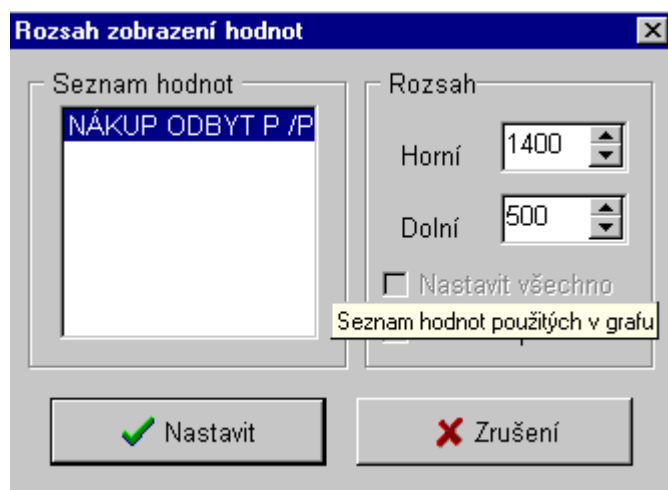 Rozsah zobrazení hodnot
Seznam hodnot
NÁKUP ODBYT P /P
Rozsah
Horní
1400
Dolní
500
Nastavit všechno
Seznam hodnot použitých v grafu
Nastavit
Zrušení